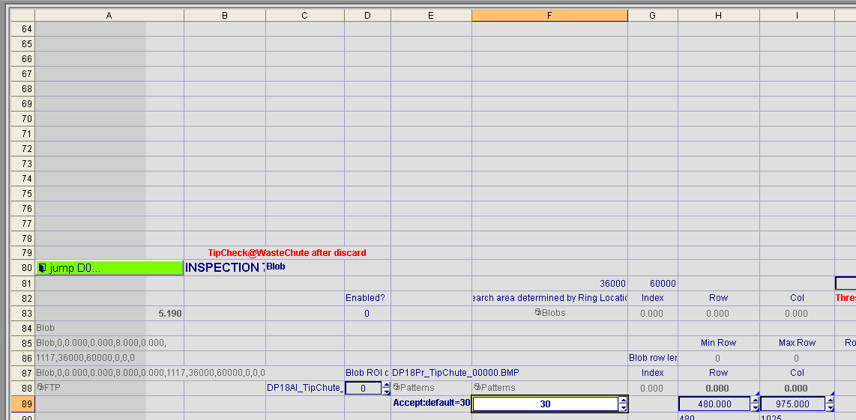 A B C D E F G H I
64
65
66
67
68
69
70
71
72
73
74
75
76
77
78
79 TipCheck@WasteChute after discard
80 jump D0... INSPECTION Blob
81 36000 60000
82 Enabled? earch area determined by Ring Locatio Index Row Col Thres
83 5.190 0 Blobs 0.000 0.000 0.000
84 Blob
85 Blob,0,0.000,0.000,8.000,0.000, Min Row Max Row Ro
86 1117,36000,60000,0,0,0 Blob row len 0 0
87 Blob,0,0.000,0.000,8.000,0.000,1117,36000,60000,0,0,0 Blob ROI c DP18Pr_TipChute_00000.BMP Index Row Col
88 FTP DP18AI_TipChute_ 0 Patterns Patterns 0.000 0.000 0.000
89 Accept:default=30 30 480.000 975.000
90 480 1025